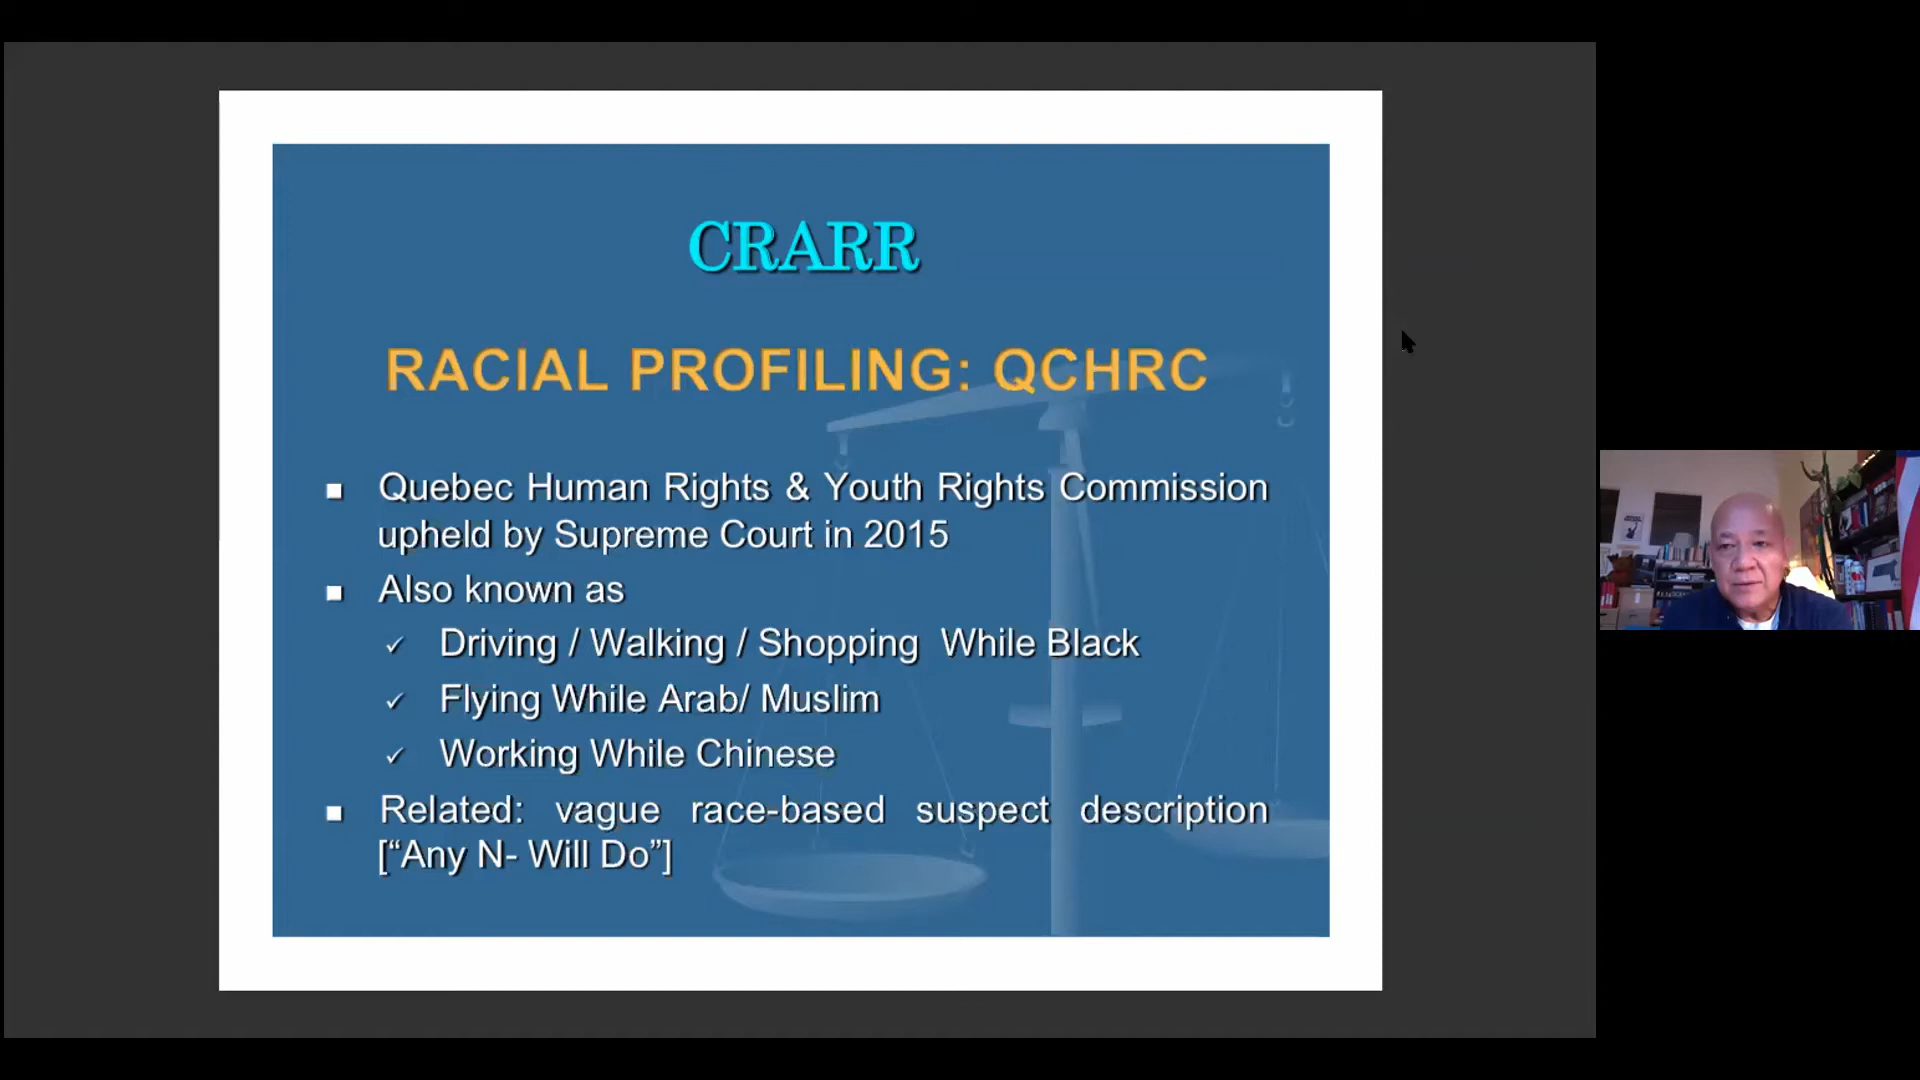 CRARR
RACIAL PROFILING: QCHRC
▪ Quebec Human Rights & Youth Rights Commission
upheld by Supreme Court in 2015
▪ Also known as
✓ Driving / Walking / Shopping While Black
✓ Flying While Arab/ Muslim
✓ Working While Chinese
▪ Related: vague race-based suspect description
[“Any N- Will Do”]